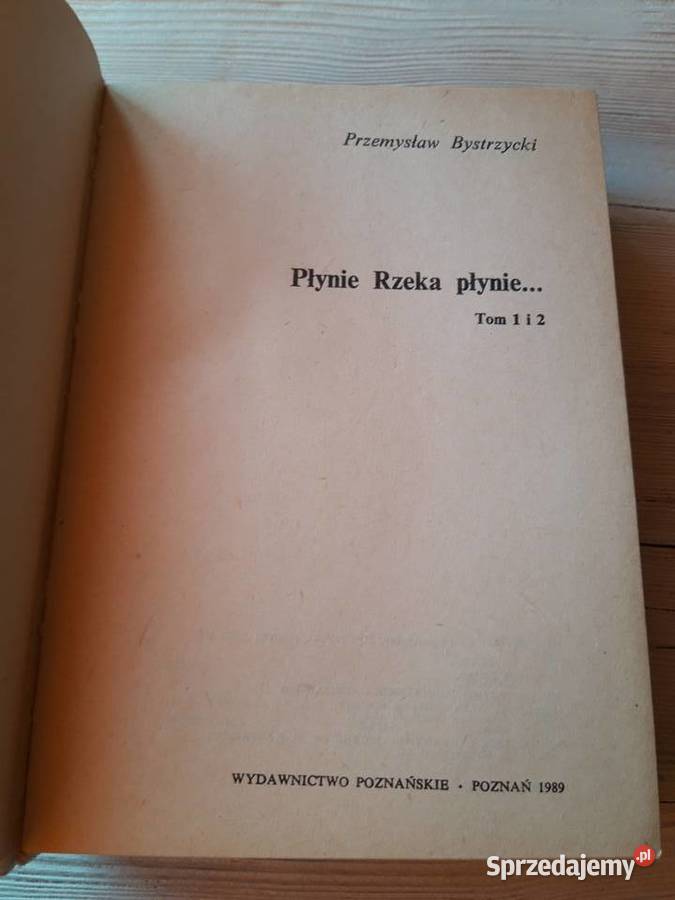 Przemysław Bystrzycki
Płynie Rzeka płynie...
Tom 1 i 2
WYDAWNICTWO POZNAŃSKIE • POZNAŃ 1989
Sprzedajemy.pl